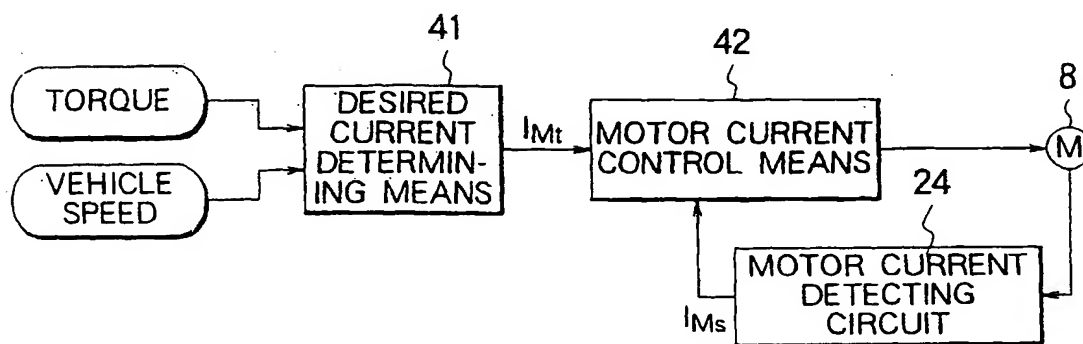 41
42
8
TORQUE
DESIRED
CURRENT
DETERMIN-
ING MEANS
IMt
MOTOR CURRENT
CONTROL MEANS
M
VEHICLE
SPEED
24
MOTOR CURRENT
DETECTING
CIRCUIT
IMs